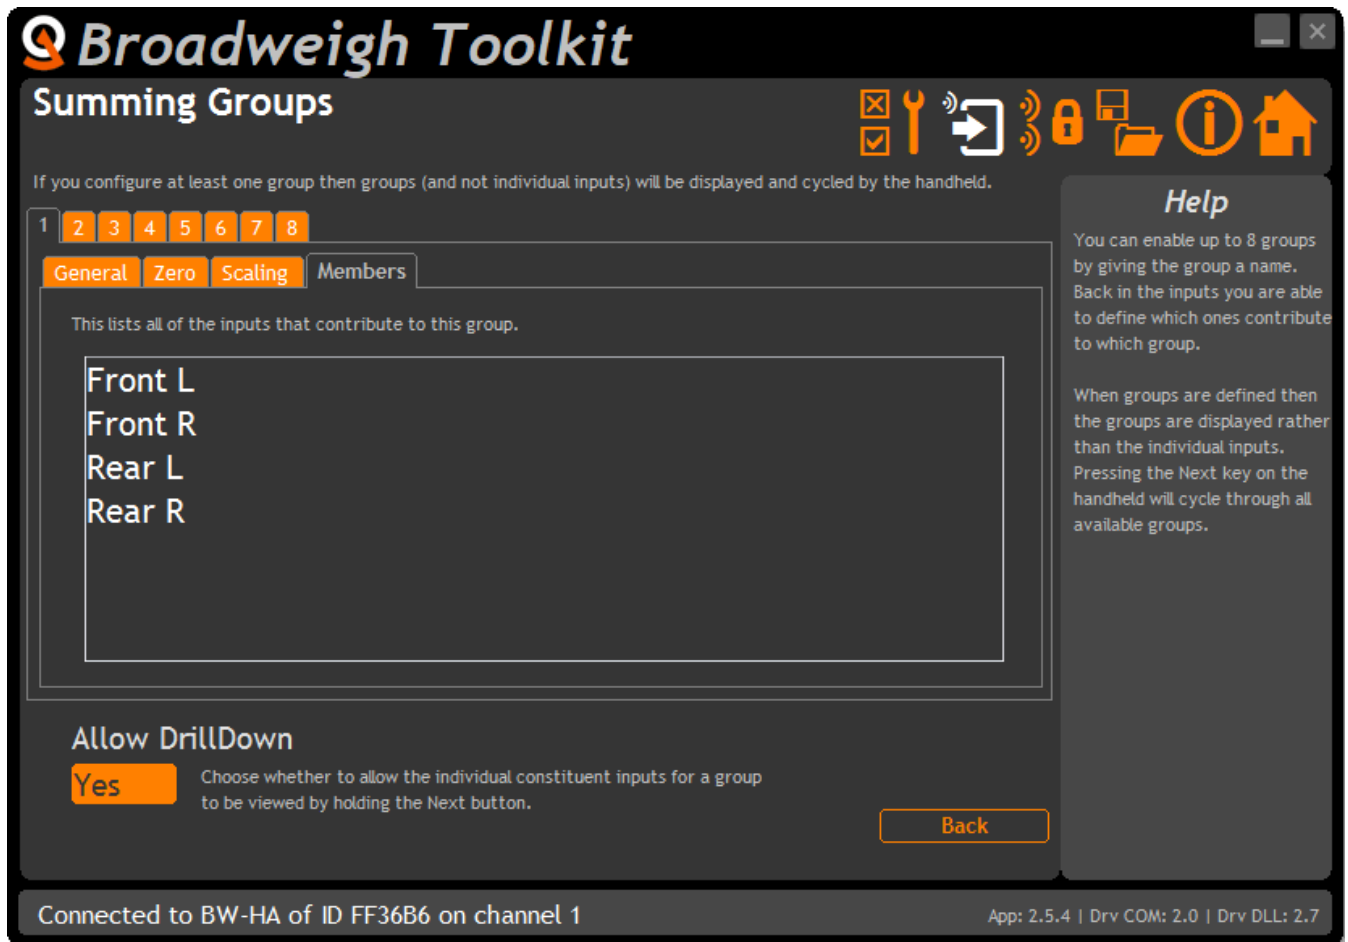 Broadweigh Toolkit
Summing Groups
If you configure at least one group then groups (and not individual inputs) will be displayed and cycled by the handheld.
1 2 3 4 5 6 7 8
General Zero Scaling Members
This lists all of the inputs that contribute to this group.
Front L
Front R
Rear L
Rear R
Allow DrillDown
Yes
Choose whether to allow the individual constituent inputs for a group
to be viewed by holding the Next button.
Back
Help
You can enable up to 8 groups
by giving the group a name.
Back in the inputs you are able
to define which ones contribute
to which group.
When groups are defined then
the groups are displayed rather
than the individual inputs.
Pressing the Next key on the
handheld will cycle through all
available groups.
Connected to BW-HA of ID FF36B6 on channel 1
App: 2.5.4 | Drv COM: 2.0 | Drv DLL: 2.7